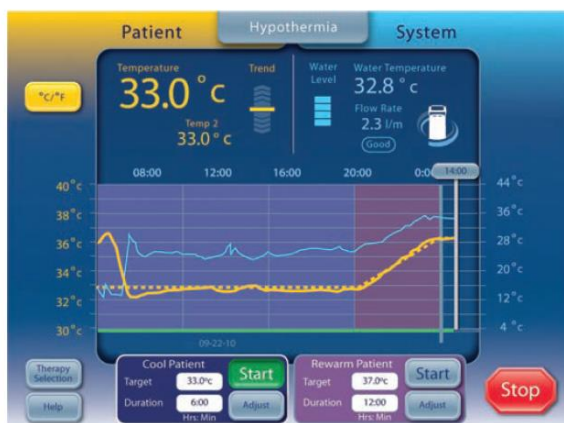 Patient
Hypothermia
System
°C/°F
Temperature
33.0 °c
Trend
Temp 2
33.0 °c
Water
Level
Water Temperature
32.8 °c
Flow Rate
2.3 l/m
Good
08:00 12:00 16:00 20:00 0:0
14:00
40 °c 44 °c
38 °c 36 °c
36 °c 28 °c
34 °c 20 °c
32 °c 12 °c
30 °c 4 °c
09-22-10
Therapy
Selection
Help
Cool Patient
Target 33.0°c
Start
Duration 6:00
Hrs: Min
Adjust
Rewarm Patient
Target 37.0°c
Start
Duration 12:00
Hrs: Min
Adjust
Stop